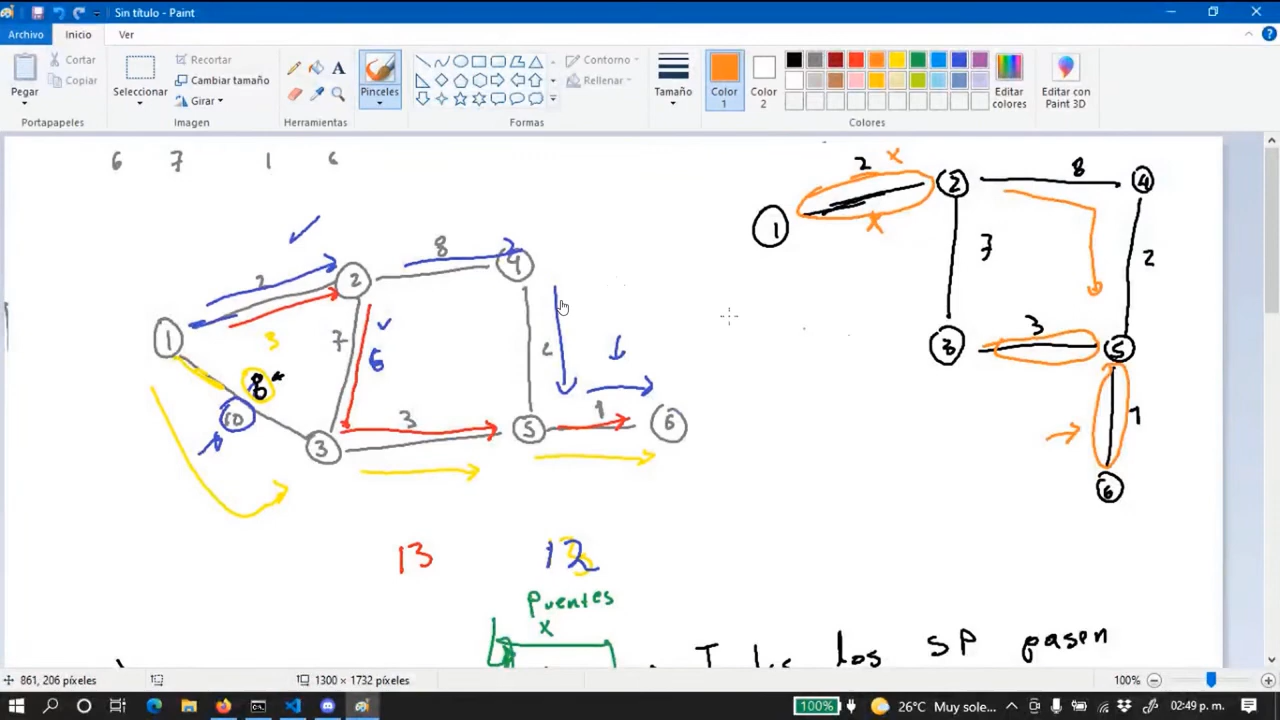 Sin título - Paint
Archivo Inicio Ver
Pegar
Cortar
Copiar
Portapapeles
Seleccionar
Recortar
Cambiar tamaño
Girar
Imagen
A
Herramientas
Pinceles
Contorno
Rellenar
Formas
Tamaño
Color 1
Color 2
Editar colores
Editar con Paint 3D
Colores
6 7 1 6
2 x 2 8 4
1 x
7 2
3 3 5
1
6
2 2 8 4
1 3 7 6
8
10
3 3 5 1 6
13 12
Puentes
x
los SP pasen
861, 206 píxeles
1300 × 1732 píxeles
100%
100%
26°C Muy sole...
02:49 p. m.